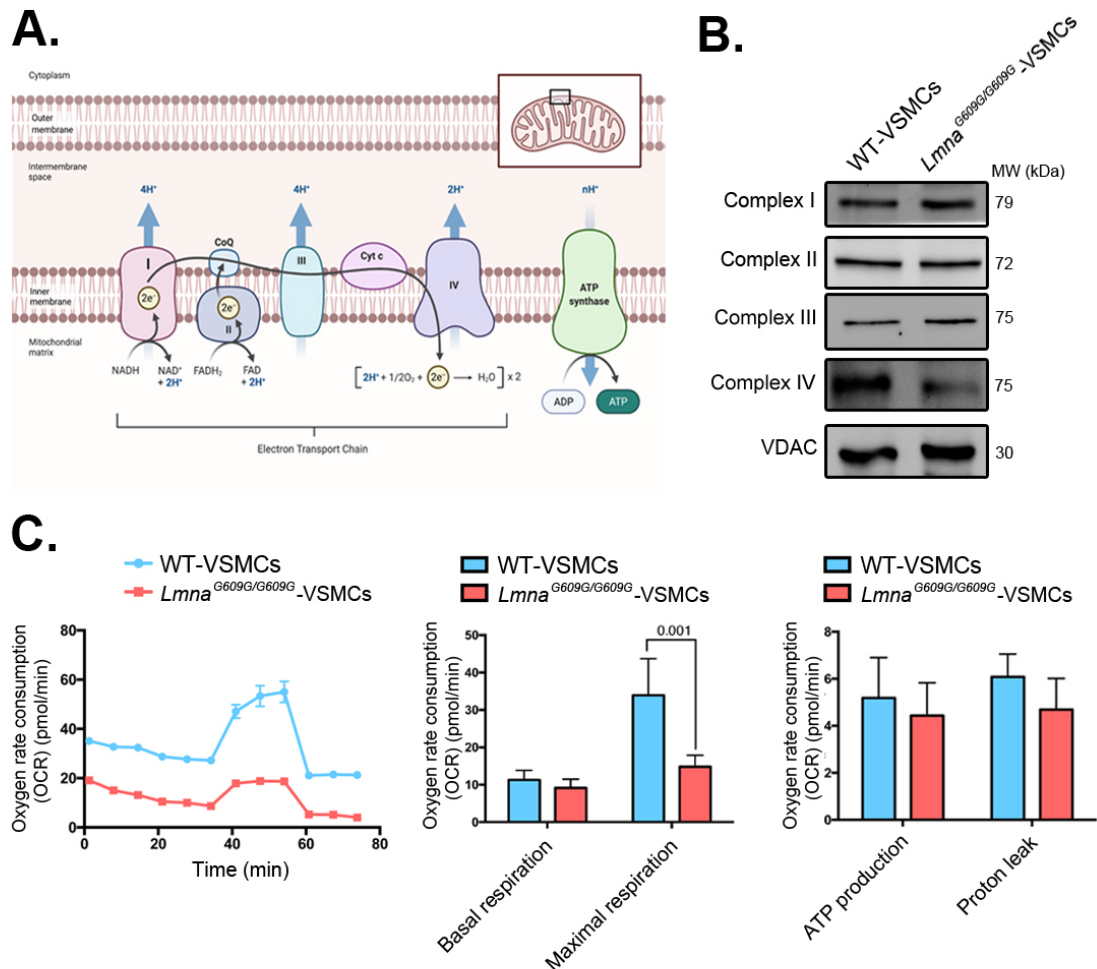 A.
Cytoplasm
Outer
membrane
Intermembrane
space
4H⁺
4H⁺
2H⁺
nH⁺
CoQ
I
III
Cyt c
IV
ATP
synthase
2e⁻
2e⁻
II
Inner
membrane
Mitochondrial
matrix
NADH
NAD⁺
+ 2H⁺
FADH₂
FAD
+ 2H⁺
2H⁺ + 1/2O₂ + 2e⁻ → H₂O x 2
ADP
ATP
Electron Transport Chain
B.
WT-VSMCs
Lmna G609G/G609G -VSMCs
MW (kDa)
Complex I
79
Complex II
72
Complex III
75
Complex IV
75
VDAC
30
C.
WT-VSMCs
Lmna G609G/G609G -VSMCs
Oxygen rate consumption
(OCR) (pmol/min)
80
60
40
20
0
0
20
40
60
80
Time (min)
WT-VSMCs
Lmna G609G/G609G -VSMCs
Oxygen rate consumption
(OCR) (pmol/min)
50
40
30
20
10
0
0.001
Basal respiration
Maximal respiration
WT-VSMCs
Lmna G609G/G609G -VSMCs
Oxygen rate consumption
(OCR) (pmol/min)
8
6
4
2
0
ATP production
Proton leak